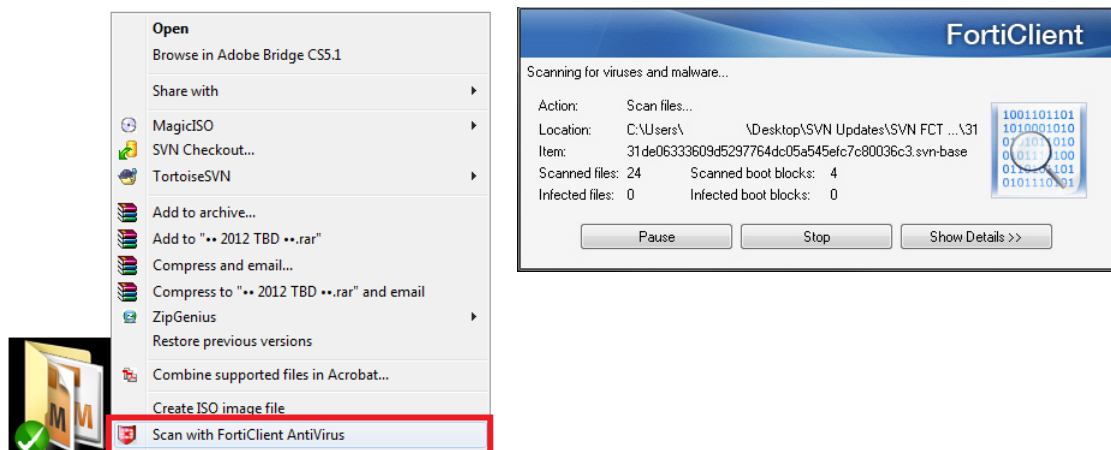 Open
Browse in Adobe Bridge CS5.1
Share with
MagicISO
SVN Checkout...
TortoiseSVN
Add to archive...
Add to "•• 2012 TBD ••.rar"
Compress and email...
Compress to "•• 2012 TBD ••.rar" and email
ZipGenius
Restore previous versions
Combine supported files in Acrobat...
Create ISO image file
Scan with FortiClient AntiVirus
M M
FortiClient
Scanning for viruses and malware...
Action: Scan files...
Location: C:\Users\ \Desktop\SVN Updates\SVN FCT ...\31
Item: 31de06333609d5297764dc05a545efc7c80036c3.svn-base
Scanned files: 24 Scanned boot blocks: 4
Infected files: 0 Infected boot blocks: 0
1001101101
1010001010
Pause Stop Show Details >>